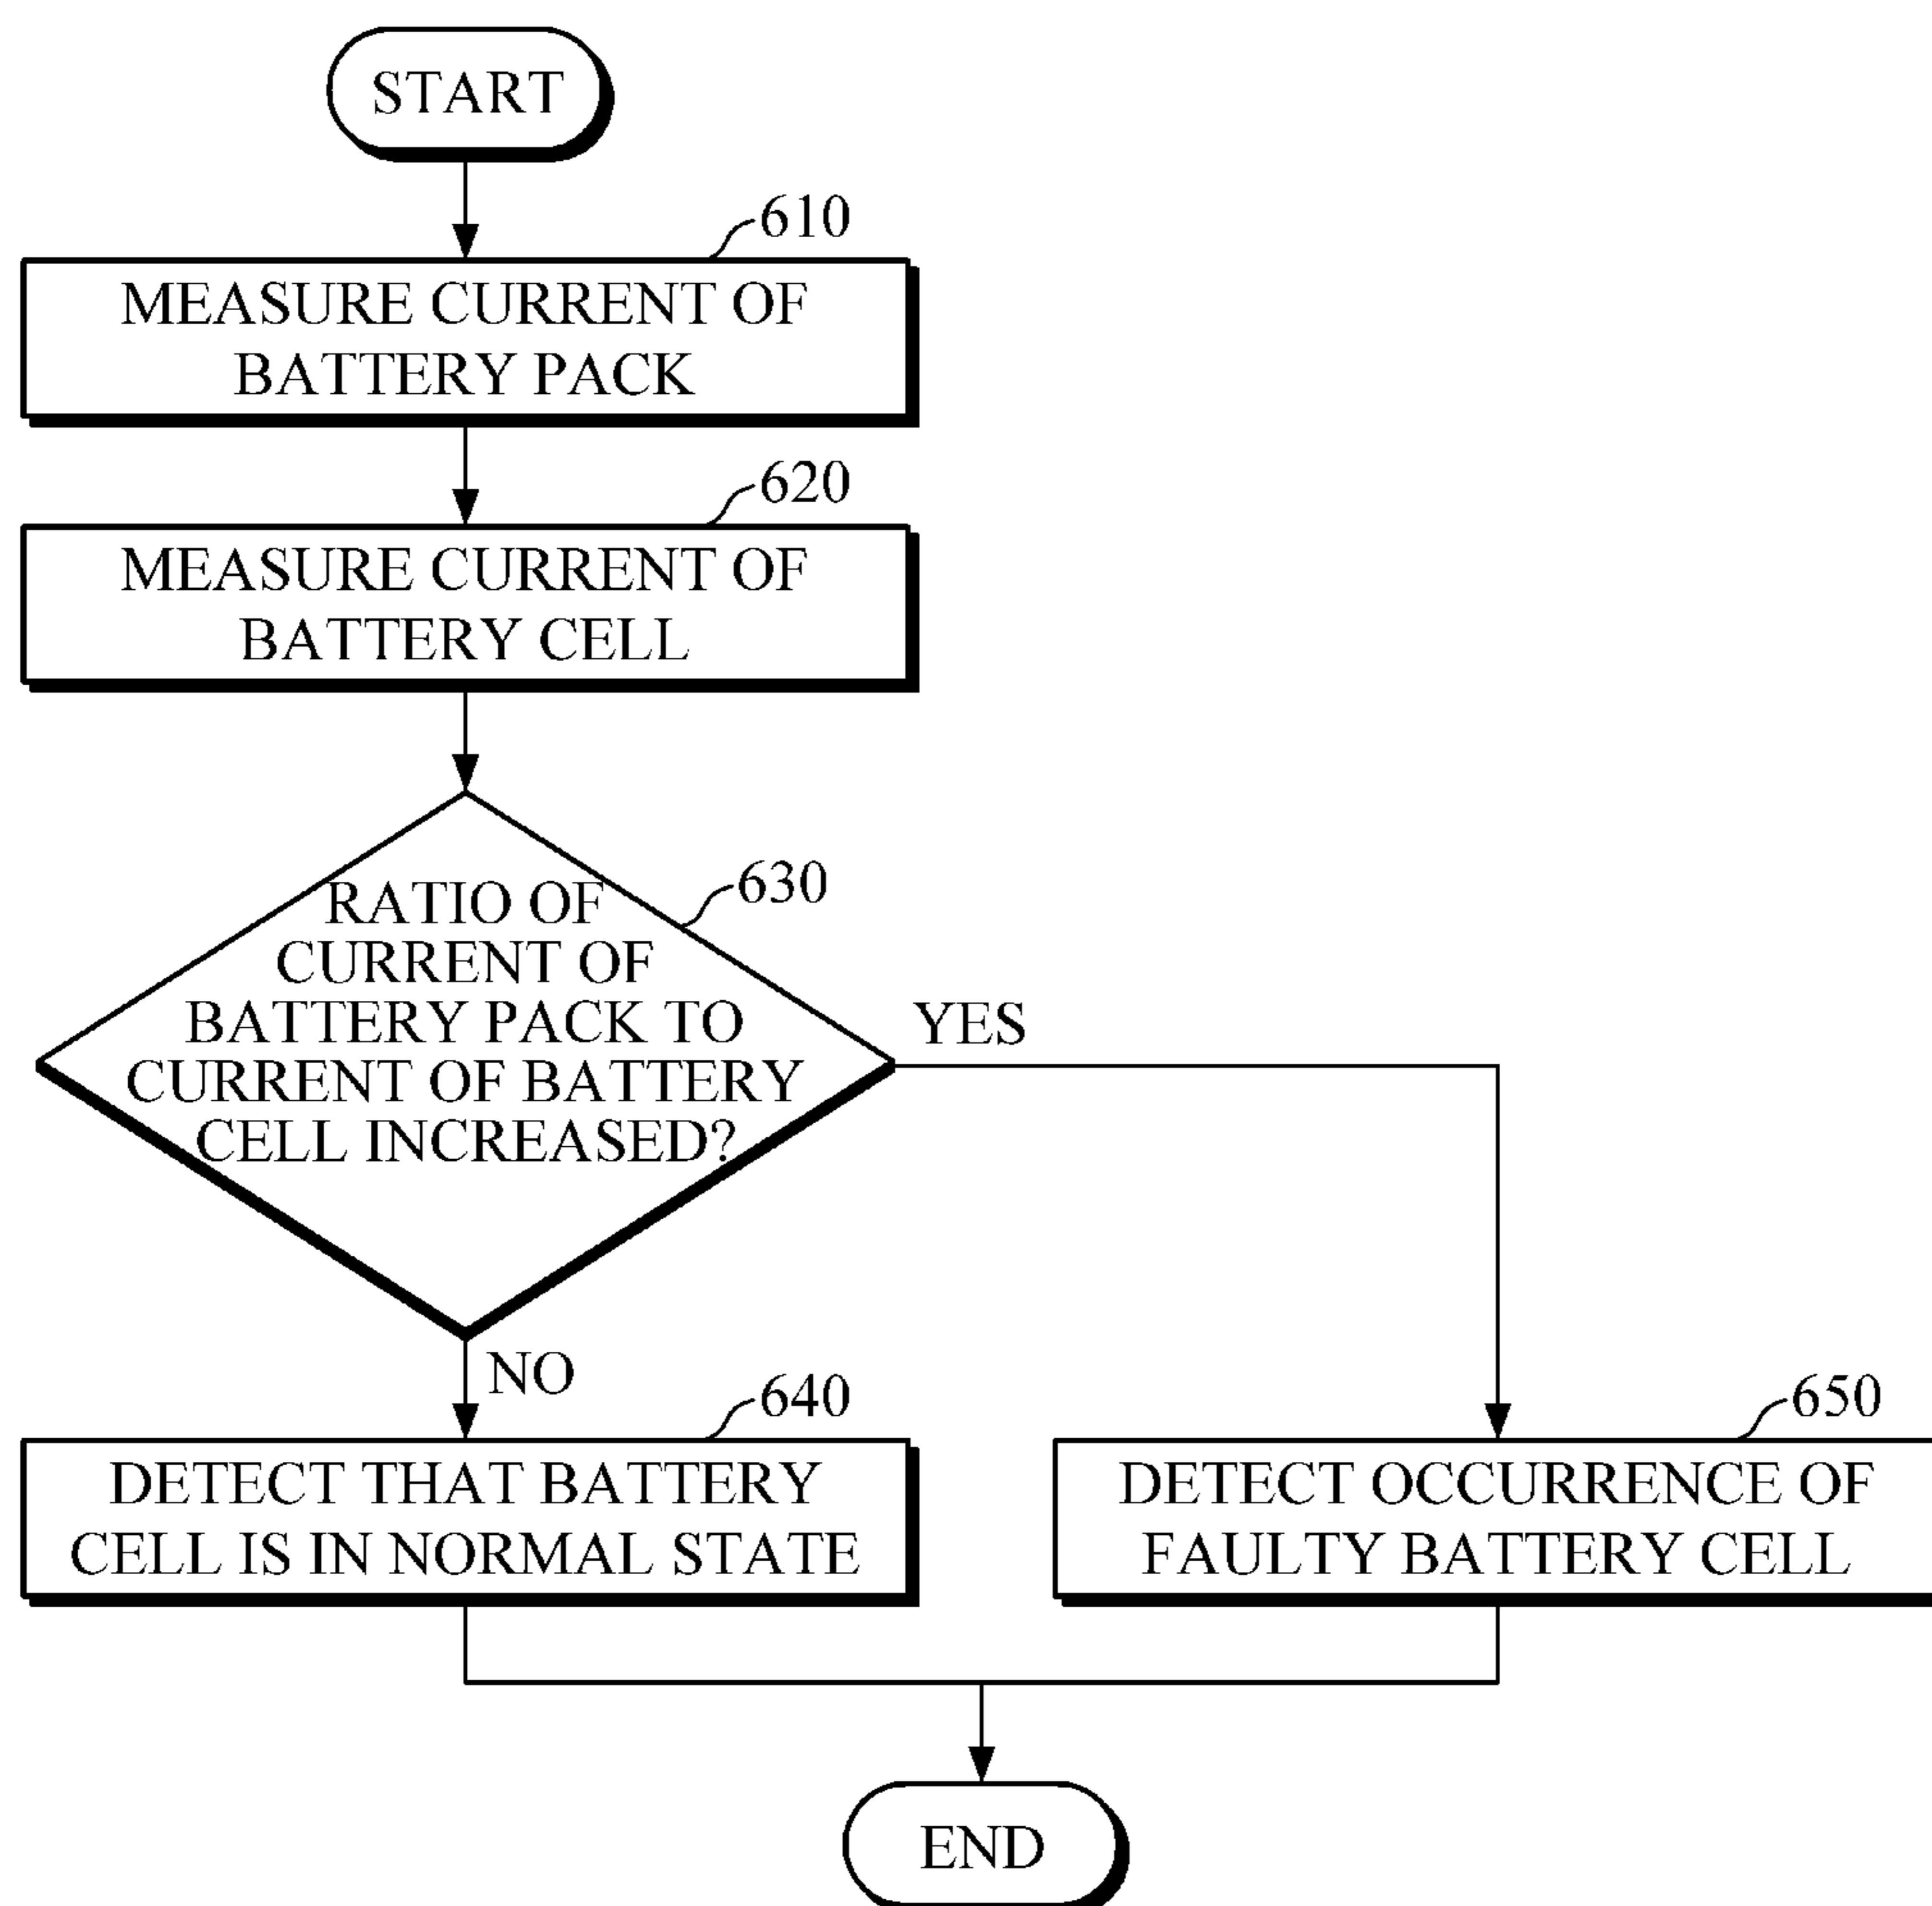 START
610
MEASURE CURRENT OF
BATTERY PACK
620
MEASURE CURRENT OF
BATTERY CELL
630
RATIO OF
CURRENT OF
BATTERY PACK TO
CURRENT OF BATTERY
CELL INCREASED?
YES
NO
640
DETECT THAT BATTERY
CELL IS IN NORMAL STATE
650
DETECT OCCURRENCE OF
FAULTY BATTERY CELL
END